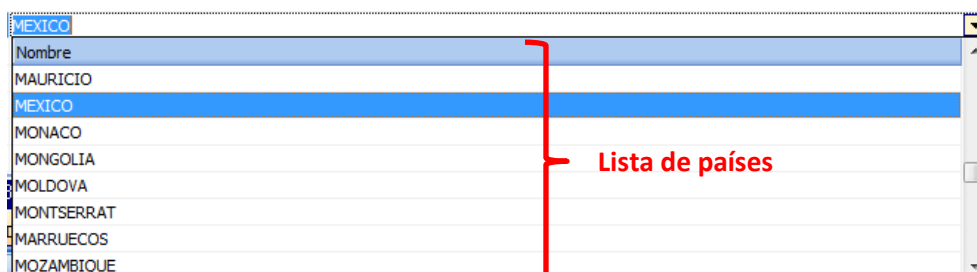 MEXICO
Nombre
MAURICIO
MEXICO
MONACO
MONGOLIA
Lista de países
MOLDOVA
MONTSERRAT
MARRUECOS
MOZAMBIQUE